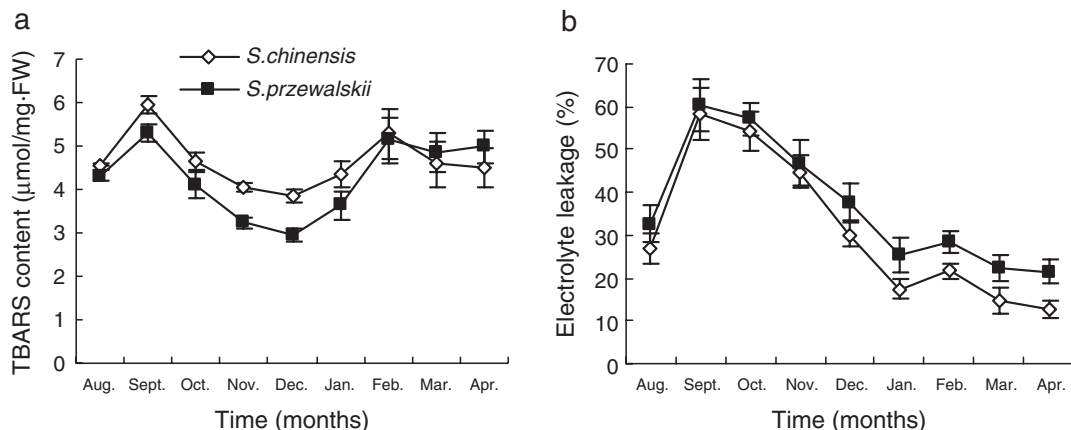 a
TBARS content (μmol/mg·FW)
7
6
5
4
3
2
1
0
S.chinensis
S.przewalskii
Aug. Sept. Oct. Nov. Dec. Jan. Feb. Mar. Apr.
Time (months)
b
Electrolyte leakage (%)
70
60
50
40
30
20
10
0
Aug. Sept. Oct. Nov. Dec. Jan. Feb. Mar. Apr.
Time (months)